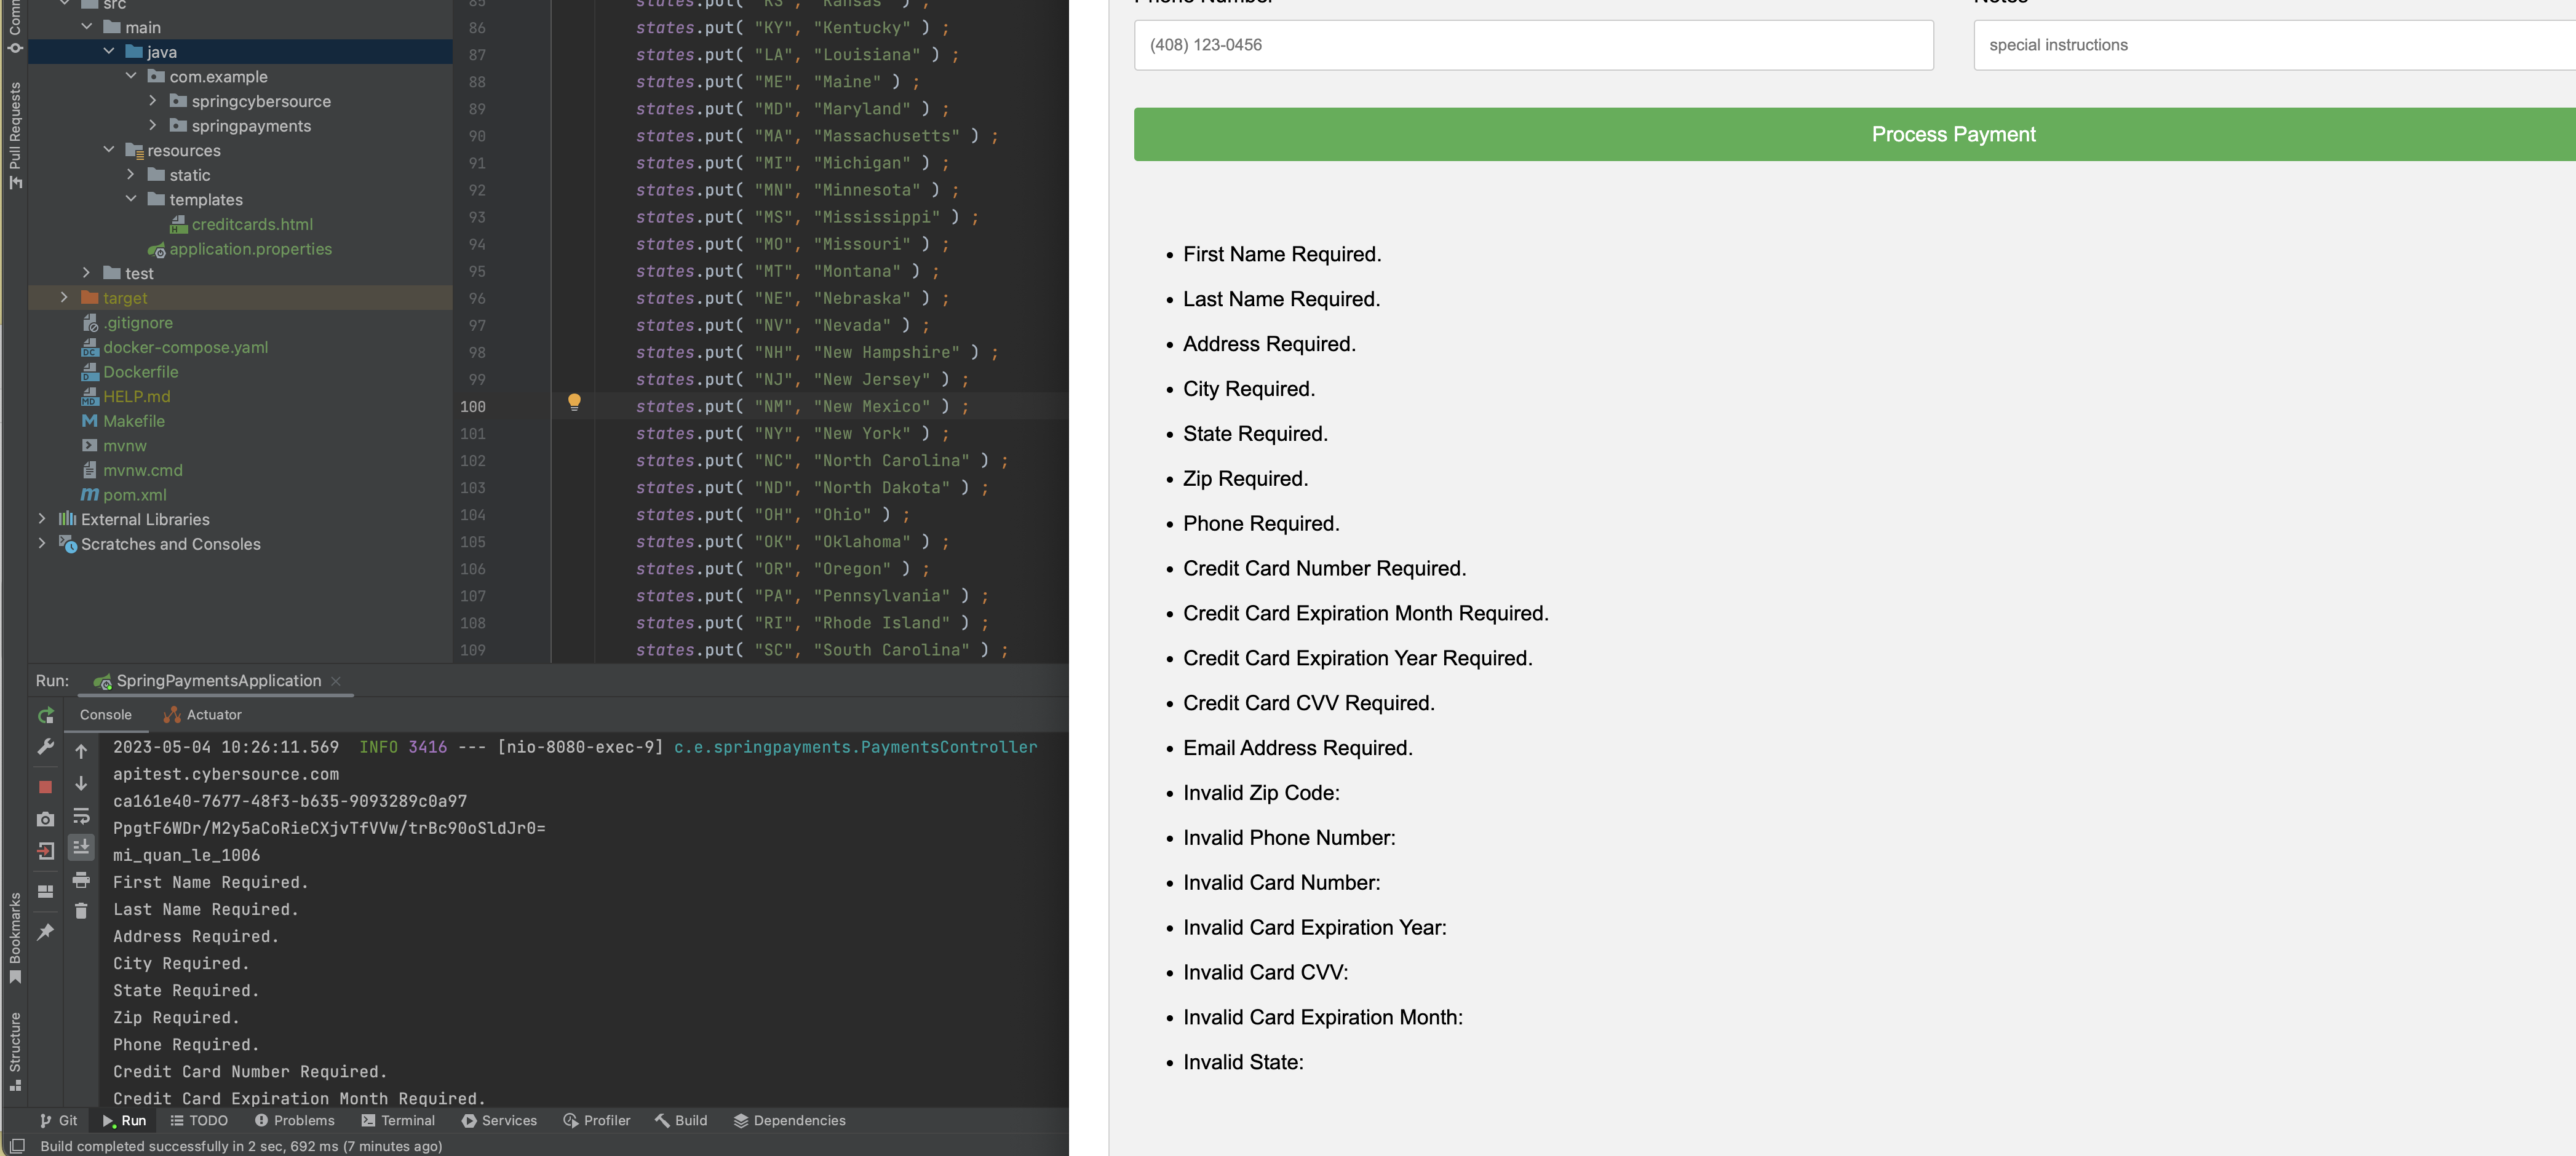 src
main
java
com.example
springcybersource
springpayments
resources
static
templates
creditcards.html
application.properties
test
target
.gitignore
docker-compose.yaml
Dockerfile
HELP.md
Makefile
mvnw
mvnw.cmd
pom.xml
External Libraries
Scratches and Consoles
Pull Requests
Bookmarks
Structure
85 states.put( "KS", "Kansas" ) ;
86 states.put( "KY", "Kentucky" ) ;
87 states.put( "LA", "Louisiana" ) ;
88 states.put( "ME", "Maine" ) ;
89 states.put( "MD", "Maryland" ) ;
90 states.put( "MA", "Massachusetts" ) ;
91 states.put( "MI", "Michigan" ) ;
92 states.put( "MN", "Minnesota" ) ;
93 states.put( "MS", "Mississippi" ) ;
94 states.put( "MO", "Missouri" ) ;
95 states.put( "MT", "Montana" ) ;
96 states.put( "NE", "Nebraska" ) ;
97 states.put( "NV", "Nevada" ) ;
98 states.put( "NH", "New Hampshire" ) ;
99 states.put( "NJ", "New Jersey" ) ;
100 states.put( "NM", "New Mexico" ) ;
101 states.put( "NY", "New York" ) ;
102 states.put( "NC", "North Carolina" ) ;
103 states.put( "ND", "North Dakota" ) ;
104 states.put( "OH", "Ohio" ) ;
105 states.put( "OK", "Oklahoma" ) ;
106 states.put( "OR", "Oregon" ) ;
107 states.put( "PA", "Pennsylvania" ) ;
108 states.put( "RI", "Rhode Island" ) ;
109 states.put( "SC", "South Carolina" ) ;
Run: SpringPaymentsApplication
Console Actuator
2023-05-04 10:26:11.569 INFO 3416 --- [nio-8080-exec-9] c.e.springpayments.PaymentsController
apitest.cybersource.com
ca161e40-7677-48f3-b635-9093289c0a97
PpgtF6WDr/M2y5aCoRieCXjvTfVVw/trBc90oSldJr0=
mi_quan_le_1006
First Name Required.
Last Name Required.
Address Required.
City Required.
State Required.
Zip Required.
Phone Required.
Credit Card Number Required.
Credit Card Expiration Month Required.
Git Run TODO Problems Terminal Services Profiler Build Dependencies
Build completed successfully in 2 sec, 692 ms (7 minutes ago)
Phone Number Notes
(408) 123-0456 special instructions
Process Payment
• First Name Required.
• Last Name Required.
• Address Required.
• City Required.
• State Required.
• Zip Required.
• Phone Required.
• Credit Card Number Required.
• Credit Card Expiration Month Required.
• Credit Card Expiration Year Required.
• Credit Card CVV Required.
• Email Address Required.
• Invalid Zip Code:
• Invalid Phone Number:
• Invalid Card Number:
• Invalid Card Expiration Year:
• Invalid Card CVV:
• Invalid Card Expiration Month:
• Invalid State: